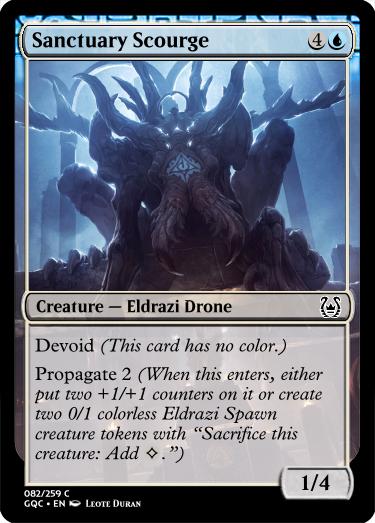 Sanctuary Scourge 4
Creature — Eldrazi Drone
Devoid (This card has no color.)
Propagate 2 (When this enters, either
put two +1/+1 counters on it or create
two 0/1 colorless Eldrazi Spawn
creature tokens with “Sacrifice this
creature: Add .”)
1/4
082/259 C
GQC • EN Leote Duran